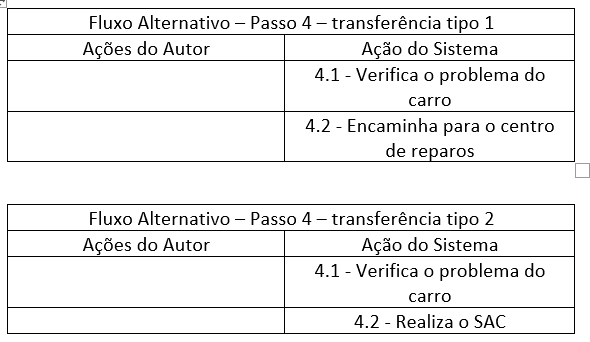 Fluxo Alternativo – Passo 4 – transferência tipo 1
Ações do Autor Ação do Sistema
4.1 - Verifica o problema do
carro
4.2 - Encaminha para o centro
de reparos
Fluxo Alternativo – Passo 4 – transferência tipo 2
Ações do Autor Ação do Sistema
4.1 - Verifica o problema do
carro
4.2 - Realiza o SAC